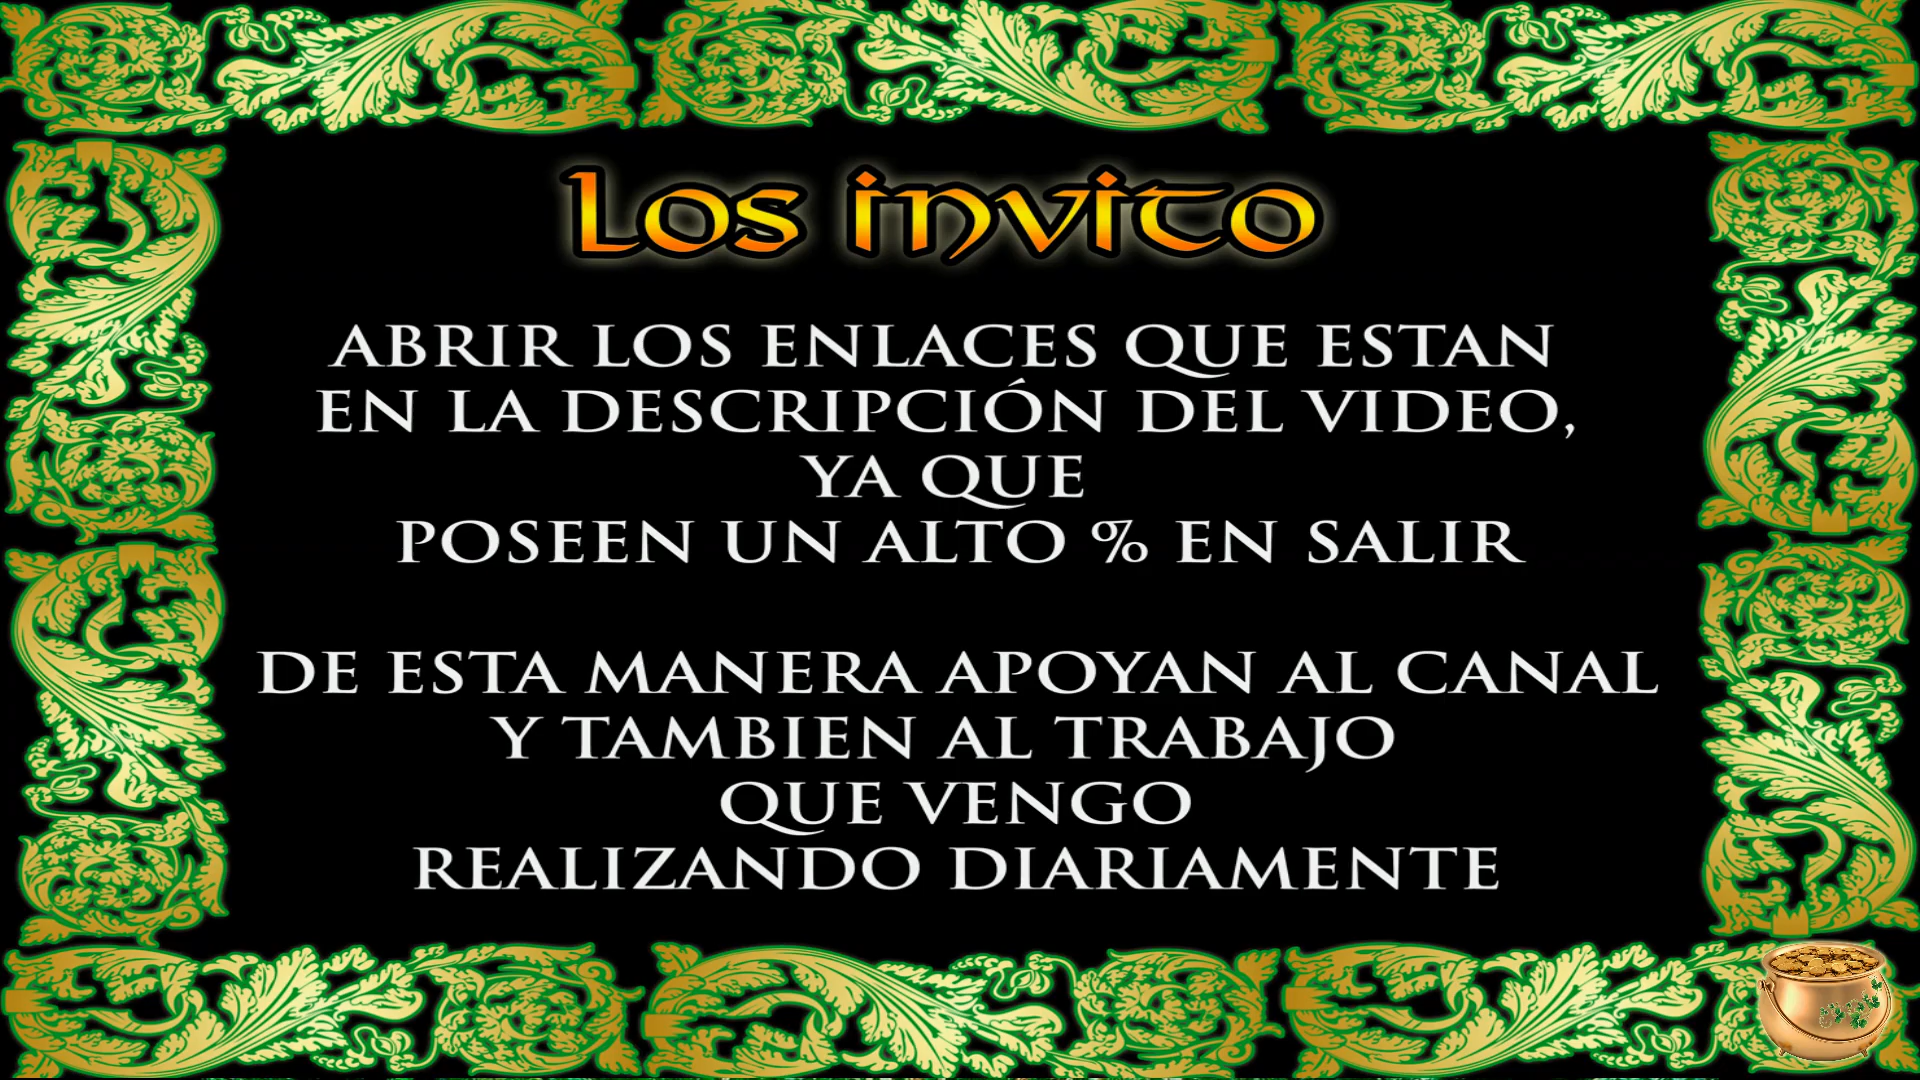 Los invito
ABRIR LOS ENLACES QUE ESTAN
EN LA DESCRIPCIÓN DEL VIDEO,
YA QUE
POSEEN UN ALTO % EN SALIR
DE ESTA MANERA APOYAN AL CANAL
Y TAMBIEN AL TRABAJO
QUE VENGO
REALIZANDO DIARIAMENTE